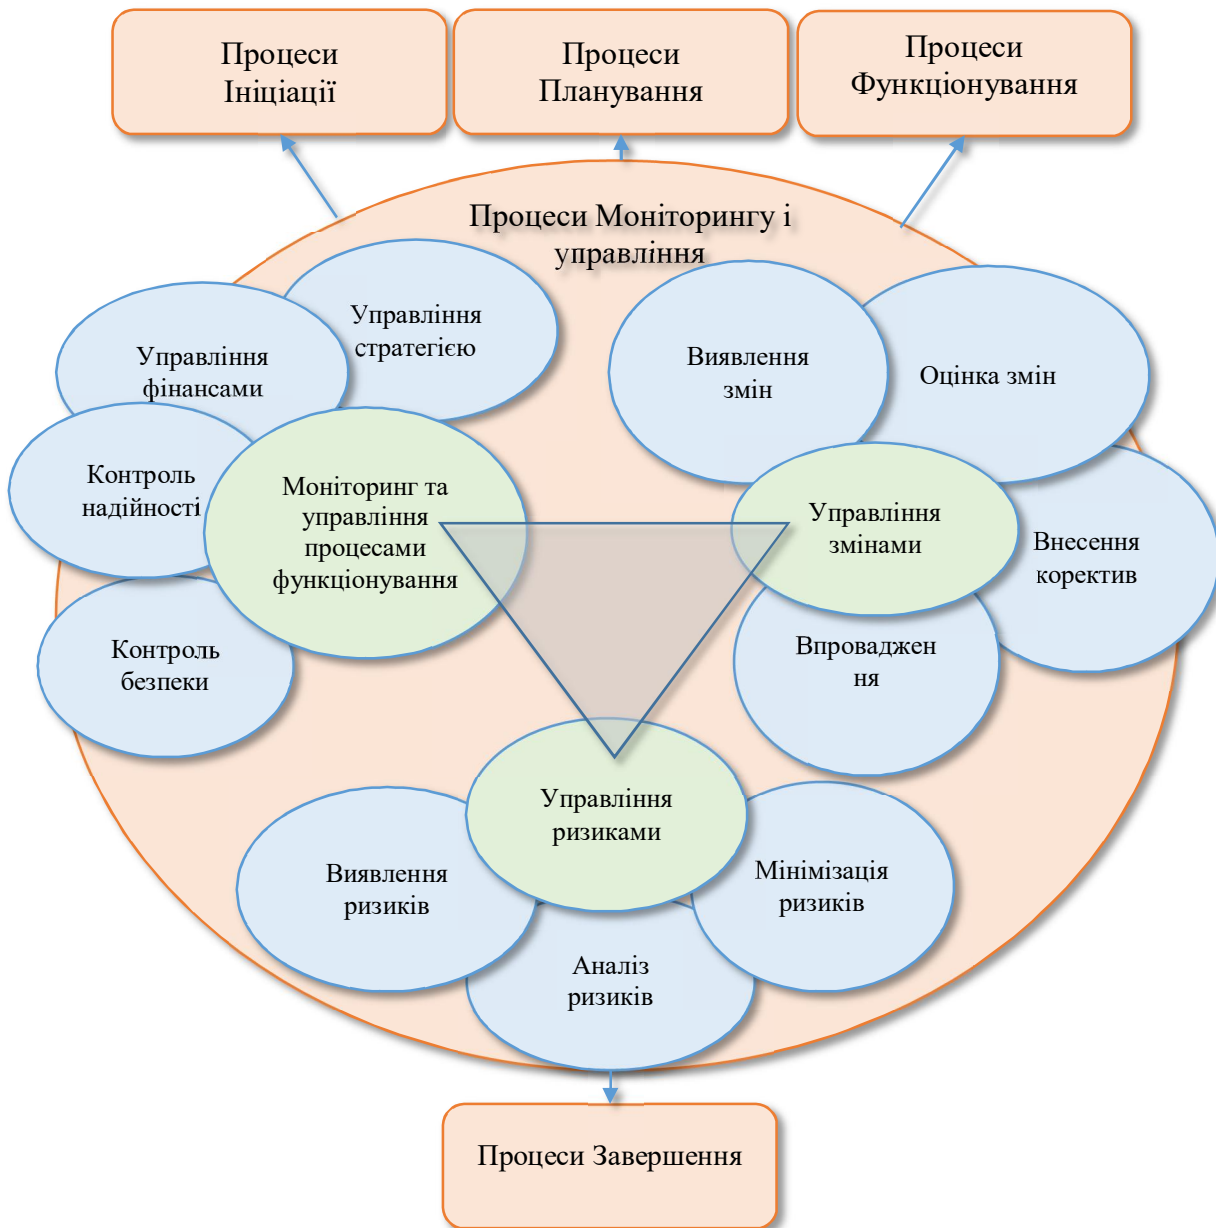 Процеси
Ініціації
Процеси
Планування
Процеси
Функціонування
Процеси Моніторингу і
управління
Управління
стратегією
Управління
фінансами
Контроль
надійності
Моніторинг та
управління
процесами
функціонування
Контроль
безпеки
Виявлення
змін
Оцінка змін
Управління
змінами
Внесення
коректив
Впроваджен
ня
Управління
ризиками
Виявлення
ризиків
Аналіз
ризиків
Мінімізація
ризиків
Процеси Завершення